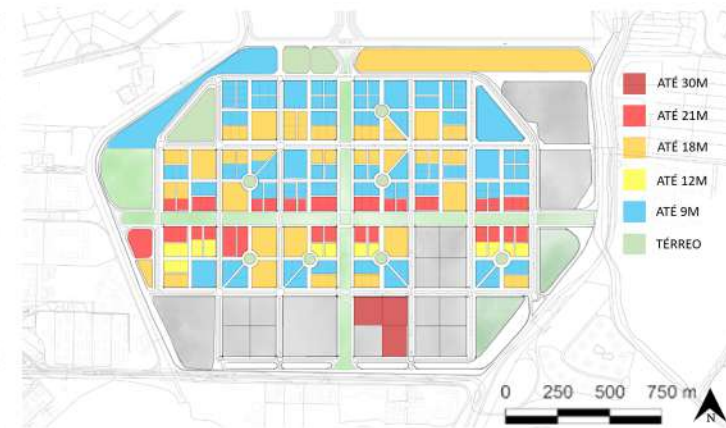 ATÉ 30M
ATÉ 21M
ATÉ 18M
ATÉ 12M
ATÉ 9M
TÉRREO
0 250 500 750 m
N